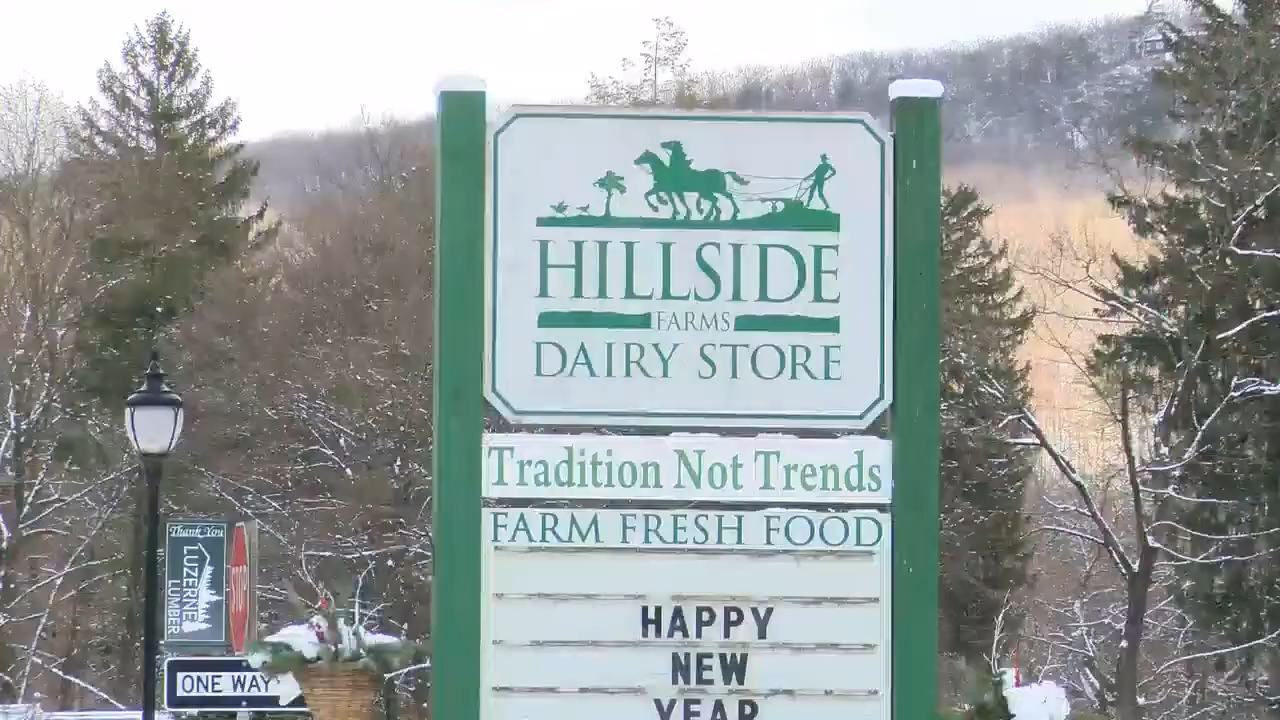 HILLSIDE
FARMS
DAIRY STORE
Tradition Not Trends
FARM FRESH FOOD
HAPPY
NEW
YEAR
Thank You
LUZERNE
LUMBER
STOP
ONE WAY